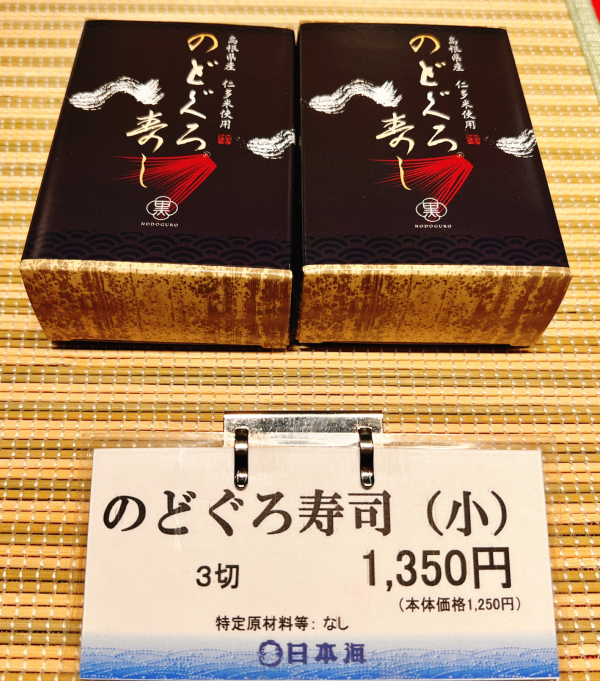 島根県産 仁多米使用
のどぐろ
寿し
黒
NODOGURO
島根県産 仁多米使用
のどぐろ
寿し
黒
NODOGURO
のどぐろ寿司(小)
3切 1,350円
(本体価格1,250円)
特定原材料等: なし
日本海